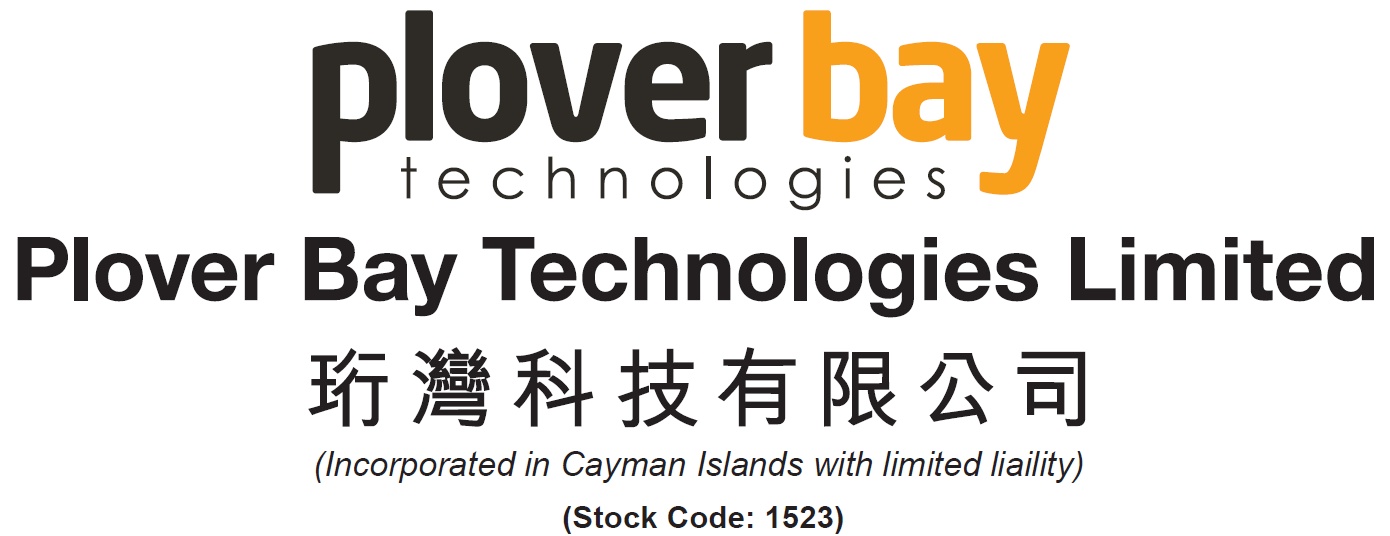 plover bay
technologies
Plover Bay Technologies Limited
珩灣科技有限公司
(Incorporated in Cayman Islands with limited liaility)
(Stock Code: 1523)